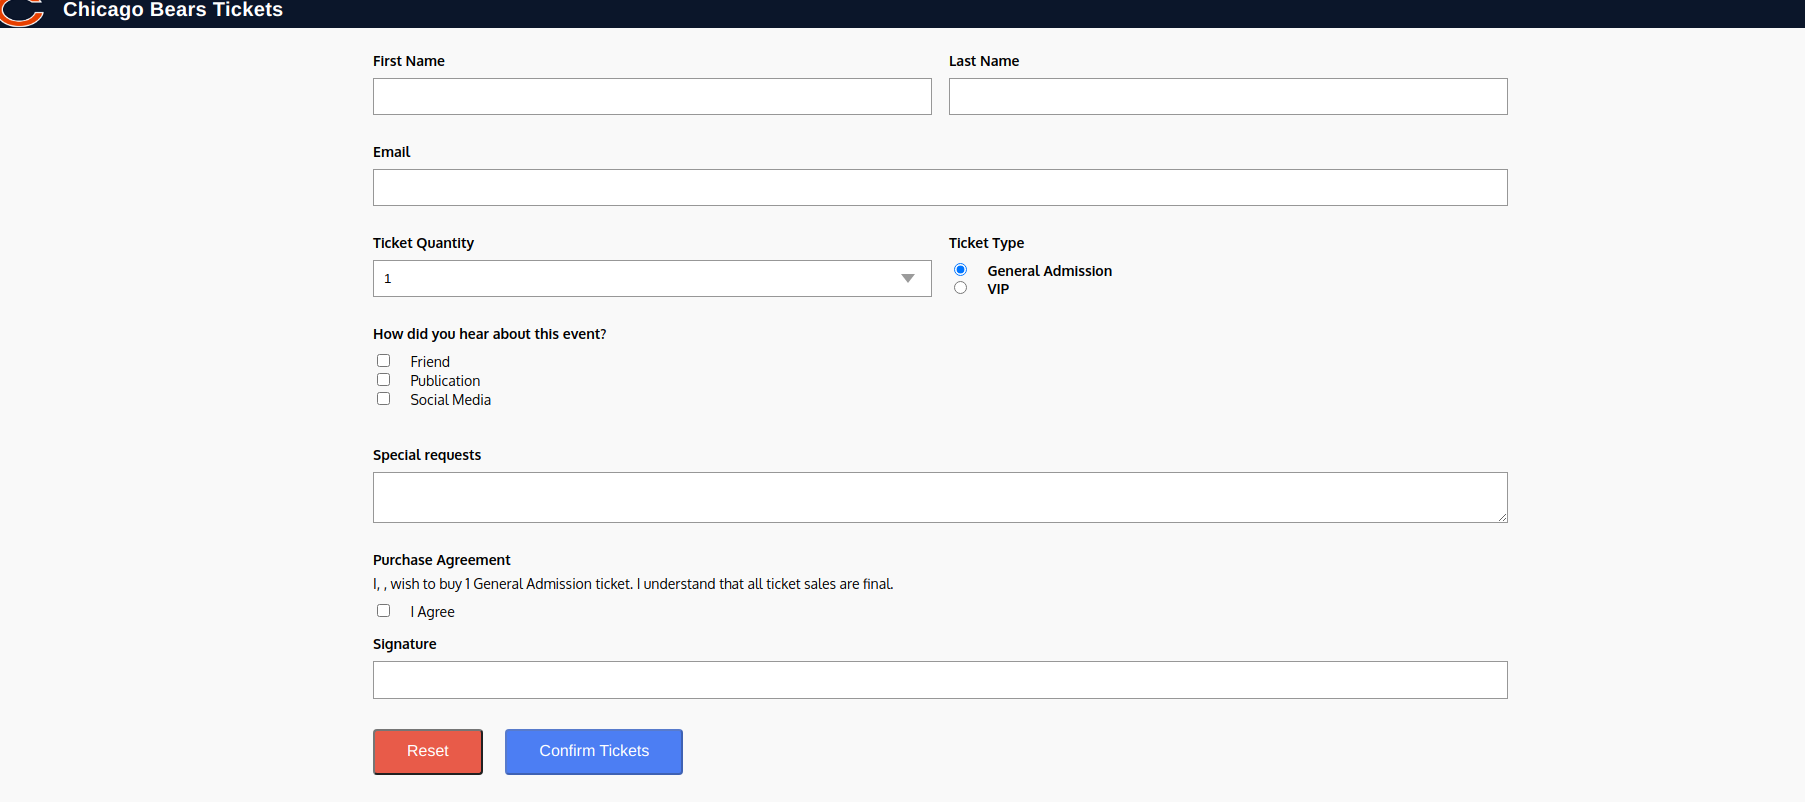 Chicago Bears Tickets
First Name
Last Name
Email
Ticket Quantity
Ticket Type
1
General Admission
VIP
How did you hear about this event?
Friend
Publication
Social Media
Special requests
Purchase Agreement
I, , wish to buy 1 General Admission ticket. I understand that all ticket sales are final.
I Agree
Signature
Reset
Confirm Tickets